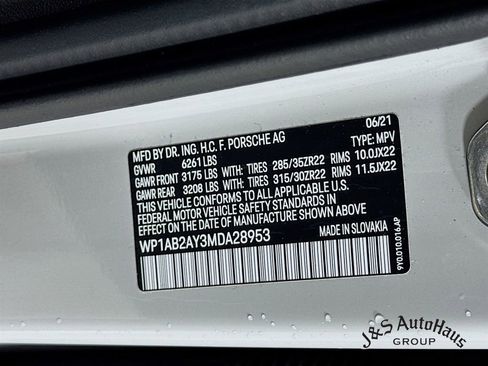 MFD BY DR. ING. H.C. F. PORSCHE AG 06/21
GVWR 6261 LBS TYPE: MPV
GAWR FRONT 3175 LBS WITH TIRES 285/35ZR22 RIMS 10.0JX22
GAWR REAR 3208 LBS WITH TIRES 315/30ZR22 RIMS 11.5JX22
THIS VEHICLE CONFORMS TO ALL APPLICABLE U.S.
FEDERAL MOTOR VEHICLE SAFETY STANDARDS IN
EFFECT ON THE DATE OF MANUFACTURE SHOWN ABOVE
WP1AB2AY3MDA28953
MADE IN SLOVAKIA
9Y0.010.016.AP
J&S AUTOHAUS
GROUP